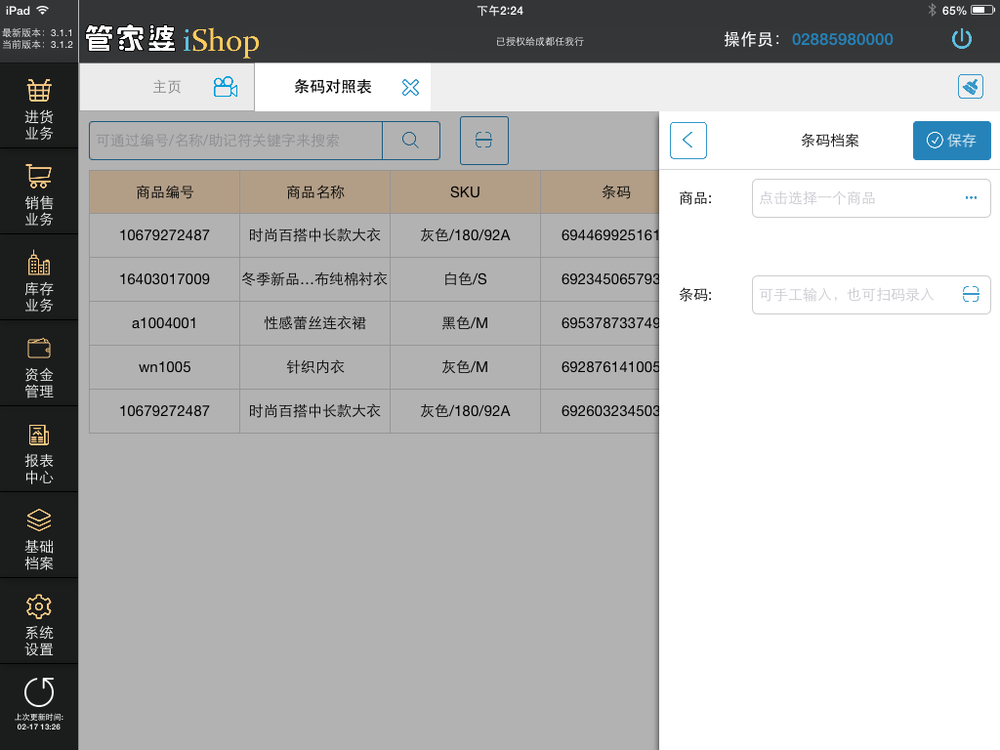 iPad
下午2:24
65%
最新版本：3.1.1
当前版本：3.1.2
管家婆 iShop
已授权给成都任我行
操作员： 02885980000
主页
条码对照表
进货
业务
销售
业务
库存
业务
资金
管理
报表
中心
基础
档案
系统
设置
上次更新时间:
02-17 13:26
可通过编号/名称/助记符关键字来搜索
商品编号 商品名称 SKU 条码
10679272487 时尚百搭中长款大衣 灰色/180/92A 694469925161
16403017009 冬季新品…布纯棉衬衣 白色/S 692345065793
a1004001 性感蕾丝连衣裙 黑色/M 695378733749
wn1005 针织内衣 灰色/M 692876141005
10679272487 时尚百搭中长款大衣 灰色/180/92A 692603234503
条码档案
保存
商品: 点击选择一个商品
条码: 可手工输入，也可扫码录入